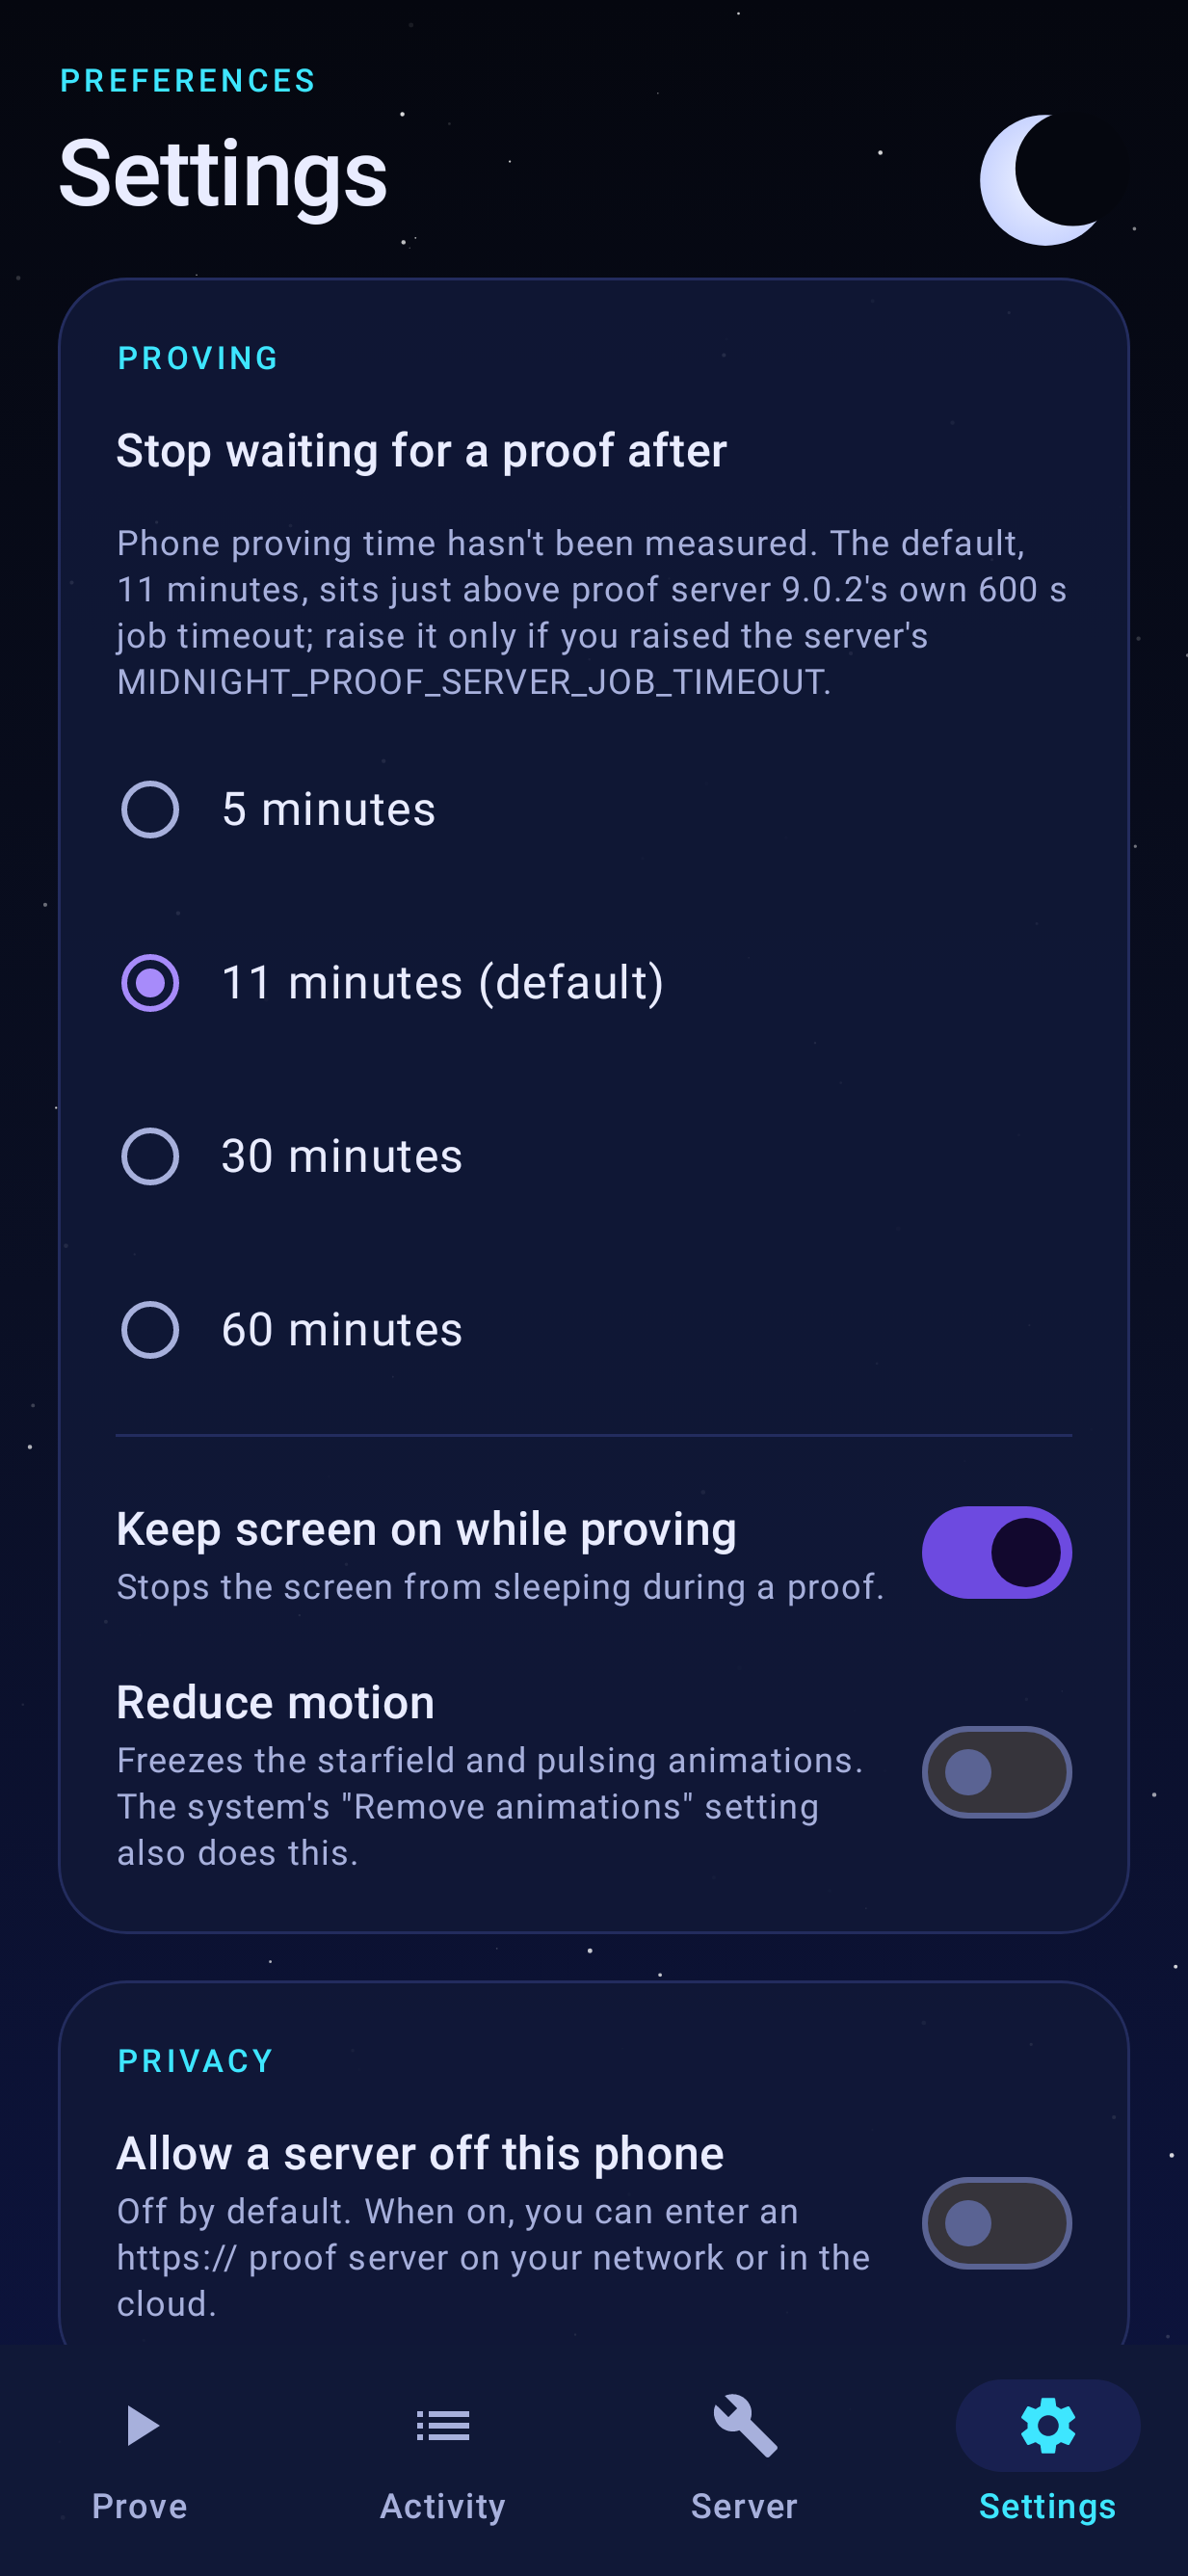 PREFERENCES
Settings
PROVING
Stop waiting for a proof after
Phone proving time hasn't been measured. The default,
11 minutes, sits just above proof server 9.0.2's own 600 s
job timeout; raise it only if you raised the server's
MIDNIGHT_PROOF_SERVER_JOB_TIMEOUT.
5 minutes
11 minutes (default)
30 minutes
60 minutes
Keep screen on while proving
Stops the screen from sleeping during a proof.
Reduce motion
Freezes the starfield and pulsing animations.
The system's "Remove animations" setting
also does this.
PRIVACY
Allow a server off this phone
Off by default. When on, you can enter an
https:// proof server on your network or in the
cloud.
Prove
Activity
Server
Settings